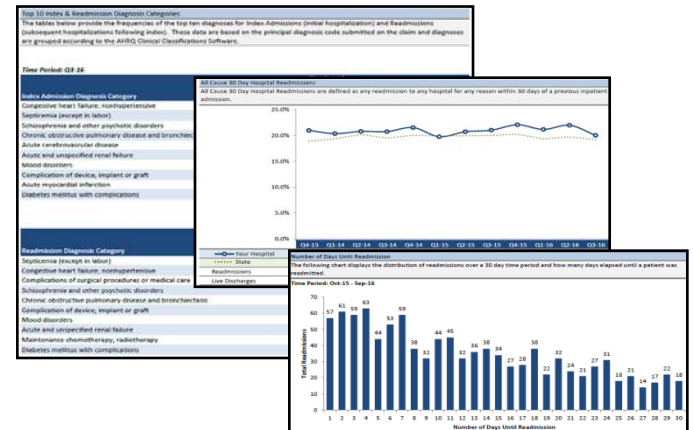 Top 10 Index & Readmission Diagnosis Categories
The tables below provide the frequencies of the top ten diagnoses for Index Admissions (initial hospitalization) and Readmissions
(subsequent hospitalizations following index). These data are based on the principal diagnosis code submitted on the claim and diagnoses
are grouped according to the AHRQ Clinical Classifications Software.
Time Period: Q3-16
Index Admission Diagnosis Category
Congestive heart failure; nonhypertensive
Septicemia (except in labor)
Schizophrenia and other psychotic disorders
Chronic obstructive pulmonary disease and bronchiec
Acute cerebrovascular disease
Acute and unspecified renal failure
Mood disorders
Complication of device; implant or graft
Acute myocardial infarction
Diabetes mellitus with complications
Readmission Diagnosis Category
Septicemia (except in labor)
Congestive heart failure; nonhypertensive
Complications of surgical procedures or medical care
Schizophrenia and other psychotic disorders
Chronic obstructive pulmonary disease and bronchiectasis
Complication of device; implant or graft
Mood disorders
Acute and unspecified renal failure
Maintenance chemotherapy; radiotherapy
Diabetes mellitus with complications
All Cause 30 Day Hospital Readmissions
All Cause 30 Day Hospital Readmissions are defined as any readmission to any hospital for any reason within 30 days of a previous inpatient
admission.
25.0%
20.0%
15.0%
10.0%
5.0%
0.0%
Q4-13 Q1-14 Q2-14 Q3-14 Q4-14 Q1-15 Q2-15 Q3-15 Q4-15 Q1-16 Q2-16 Q3-16
Your Hospital
State
Readmissions
Live Discharges
Number of Days Until Readmission
The following chart displays the distribution of readmissions over a 30 day time period and how many days elapsed until a patient was
readmitted.
Time Period: Oct-15 - Sep-16
Total Readmissions
70
60
50
40
30
20
10
0
57 61 59 63 44 53 59 38 32 44 45 32 36 38 34 27 28 38 22 32 24 21 27 31 18 21 14 17 22 18
1 2 3 4 5 6 7 8 9 10 11 12 13 14 15 16 17 18 19 20 21 22 23 24 25 26 27 28 29 30
Number of Days Until Readmission